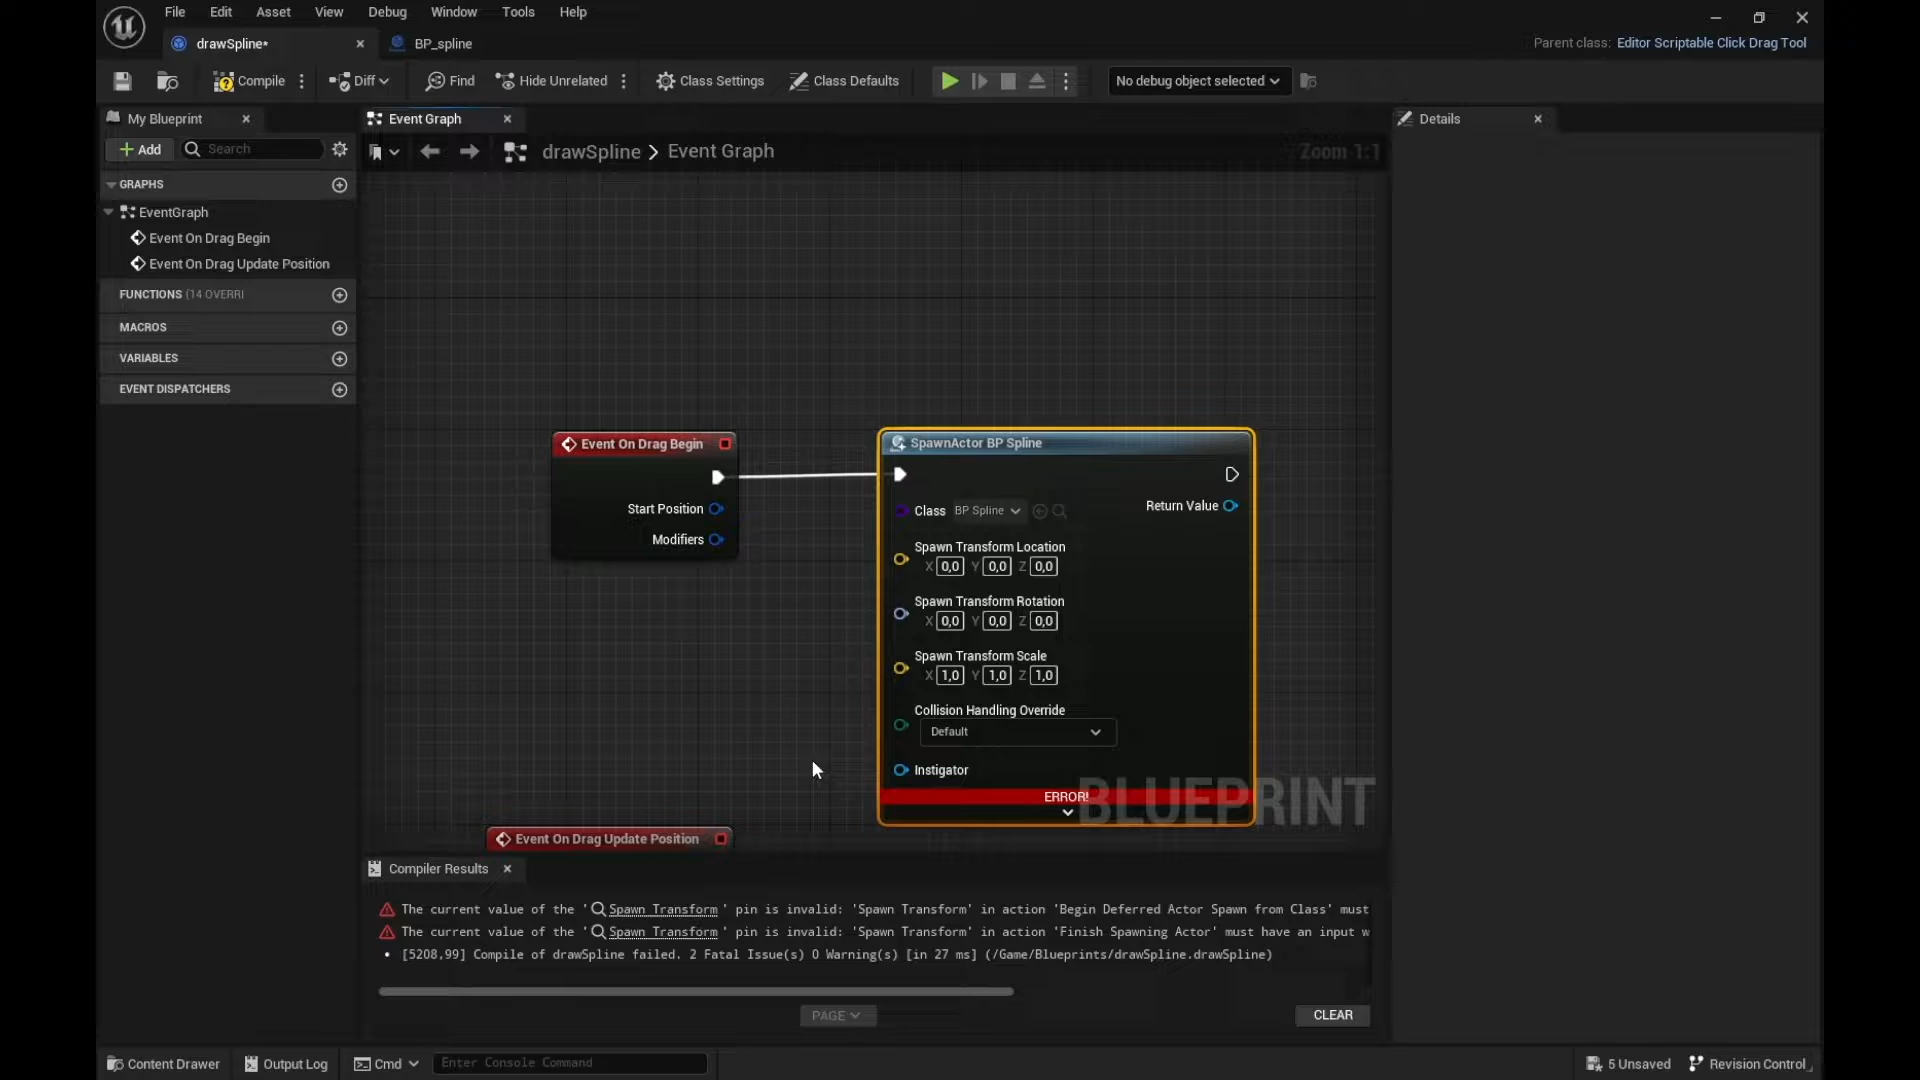 File Edit Asset View Debug Window Tools Help
drawSpline*
BP_spline
Parent class: Editor Scriptable Click Drag Tool
Compile
Diff
Find
Hide Unrelated
Class Settings
Class Defaults
No debug object selected
My Blueprint
Event Graph
Details
Add
Search
drawSpline > Event Graph
Zoom 1:1
GRAPHS
EventGraph
Event On Drag Begin
Event On Drag Update Position
FUNCTIONS (14 OVERRI
MACROS
VARIABLES
EVENT DISPATCHERS
Event On Drag Begin
Start Position
Modifiers
SpawnActor BP Spline
Class BP Spline
Return Value
Spawn Transform Location
X 0,0 Y 0,0 Z 0,0
Spawn Transform Rotation
X 0,0 Y 0,0 Z 0,0
Spawn Transform Scale
X 1,0 Y 1,0 Z 1,0
Collision Handling Override
Default
Instigator
ERROR!
BLUEPRINT
Event On Drag Update Position
Compiler Results
The current value of the ' Spawn Transform ' pin is invalid: 'Spawn Transform' in action 'Begin Deferred Actor Spawn from Class' must
The current value of the ' Spawn Transform ' pin is invalid: 'Spawn Transform' in action 'Finish Spawning Actor' must have an input w
• [5208,99] Compile of drawSpline failed. 2 Fatal Issue(s) 0 Warning(s) [in 27 ms] (/Game/Blueprints/drawSpline.drawSpline)
PAGE
CLEAR
Content Drawer
Output Log
Cmd
Enter Console Command
5 Unsaved
Revision Control